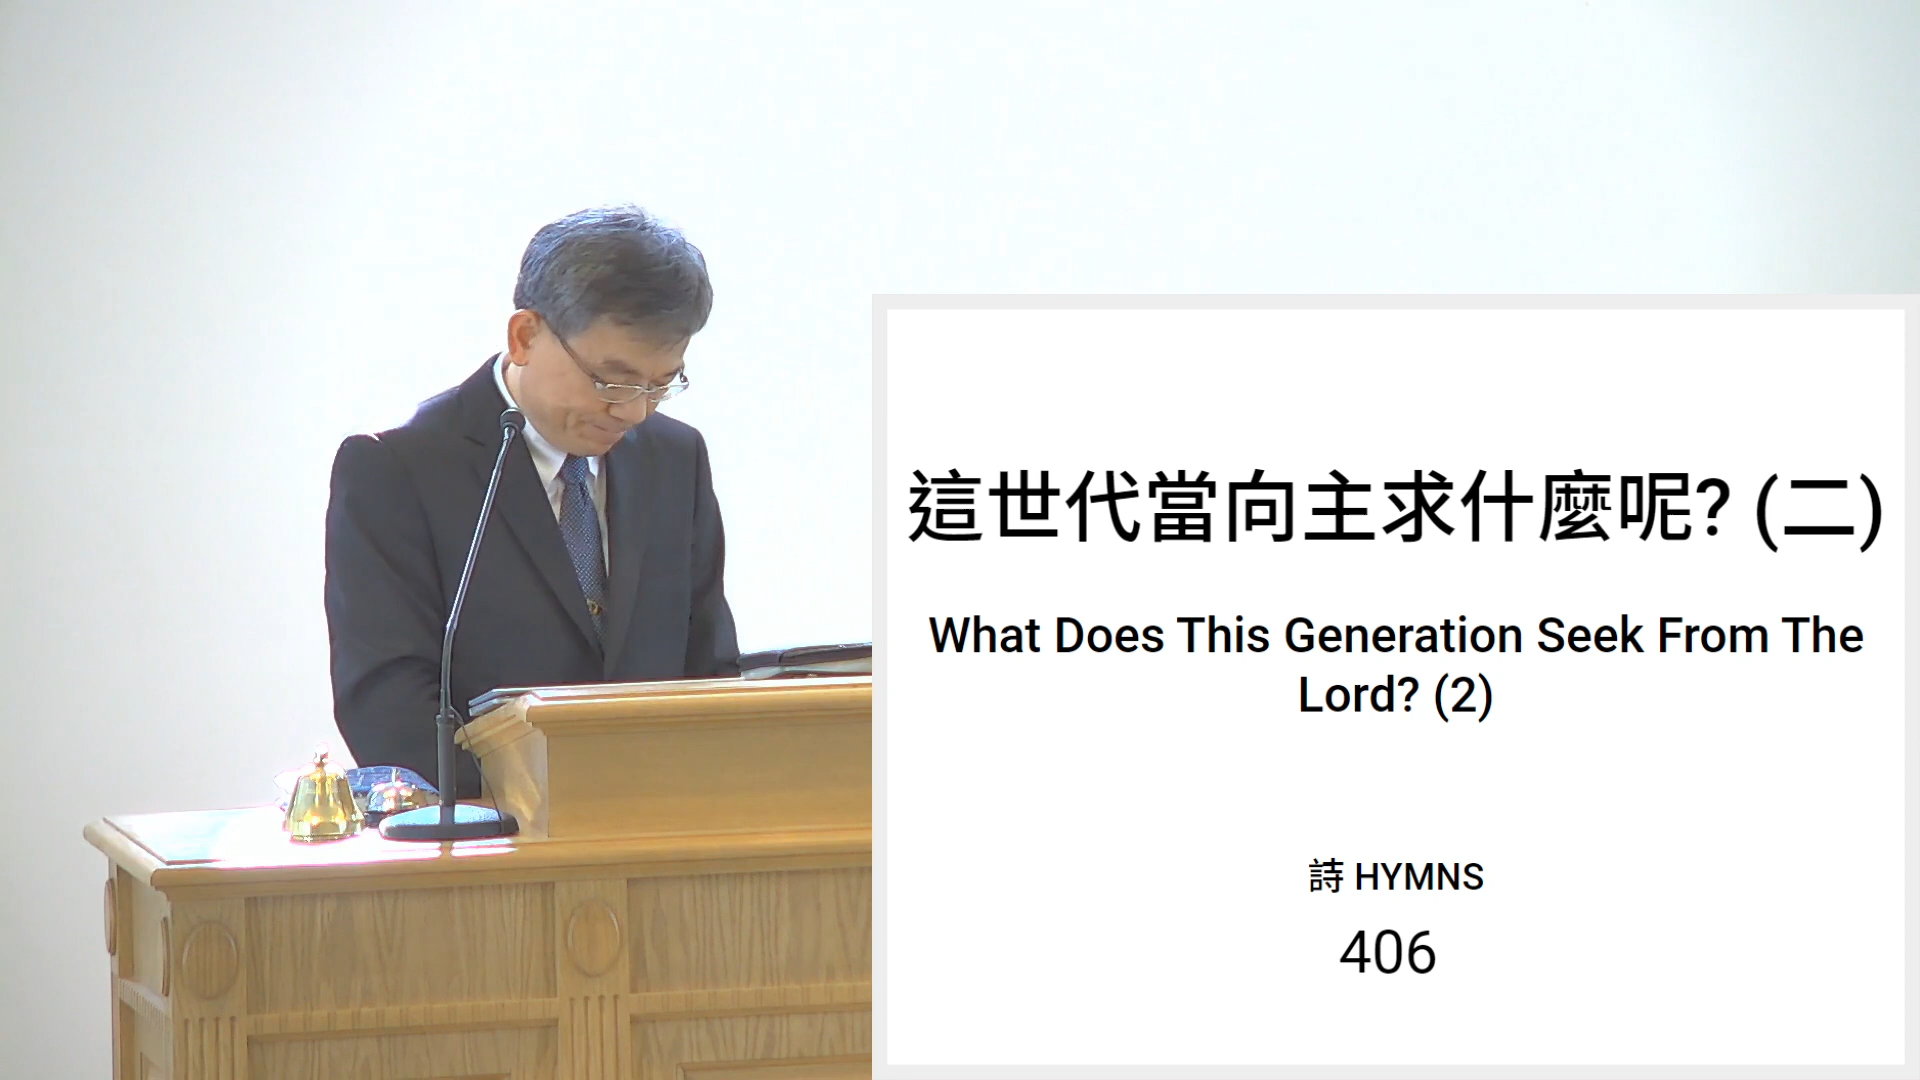 這世代當向主求什麼呢? (二)
What Does This Generation Seek From The
Lord? (2)
詩 HYMNS
406